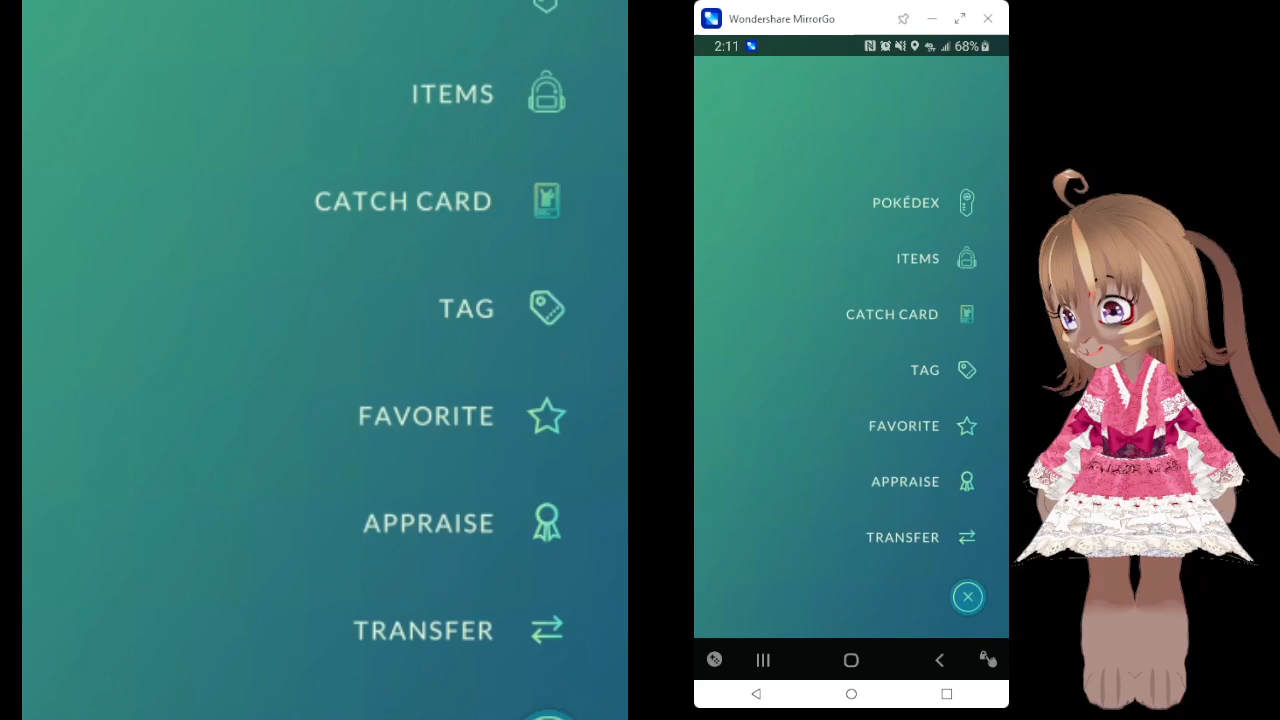 ITEMS
CATCH CARD
TAG
FAVORITE
APPRAISE
TRANSFER
Wondershare MirrorGo
2:11
68%
POKÉDEX
ITEMS
CATCH CARD
TAG
FAVORITE
APPRAISE
TRANSFER